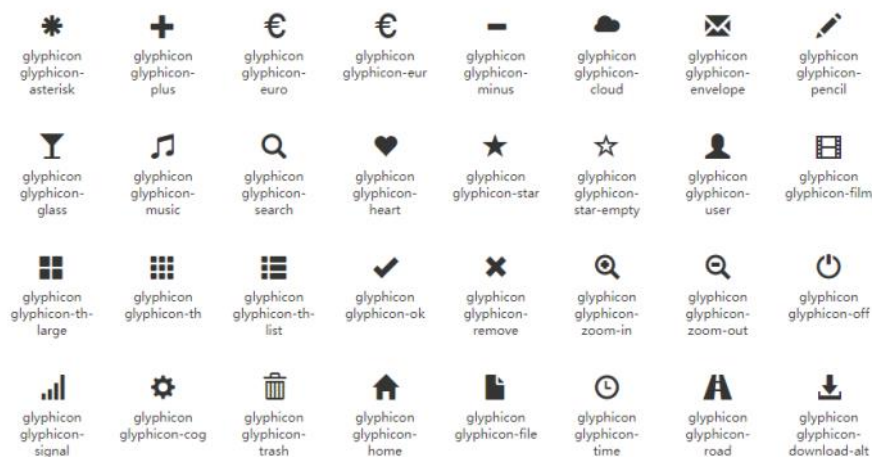 glyphicon glyphicon glyphicon glyphicon glyphicon glyphicon glyphicon glyphicon
glyphicon- glyphicon- glyphicon- glyphicon-eur glyphicon- glyphicon- glyphicon- glyphicon-
asterisk plus euro minus cloud envelope pencil
glyphicon glyphicon glyphicon glyphicon glyphicon glyphicon glyphicon glyphicon
glyphicon- glyphicon- glyphicon- glyphicon- glyphicon-star glyphicon- glyphicon- glyphicon-film
glass music search heart star-empty user
glyphicon glyphicon glyphicon glyphicon glyphicon glyphicon glyphicon glyphicon
glyphicon-th- glyphicon-th glyphicon-th- glyphicon-ok glyphicon- glyphicon- glyphicon- glyphicon-off
large list remove zoom-in zoom-out
glyphicon glyphicon glyphicon glyphicon glyphicon glyphicon glyphicon glyphicon
glyphicon- glyphicon-cog glyphicon- glyphicon- glyphicon-file glyphicon- glyphicon- glyphicon-
signal trash home time road download-alt